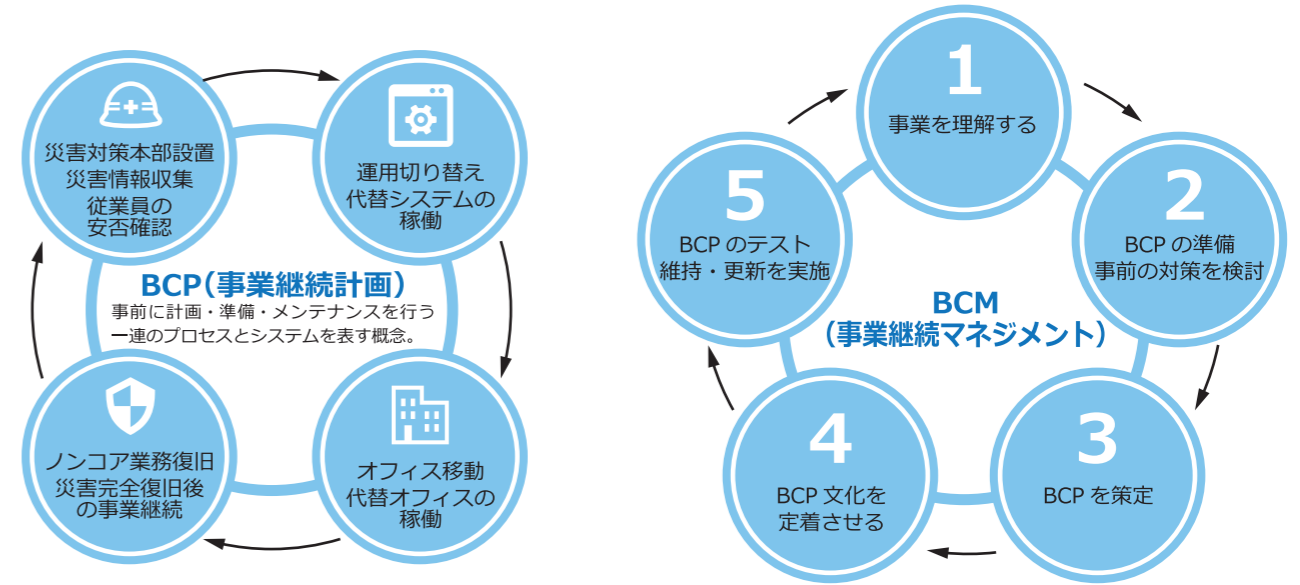 災害対策本部設置
災害情報収集
従業員の
安否確認
運用切り替え
代替システムの
稼働
BCP(事業継続計画)
事前に計画・準備・メンテナンスを行う
一連のプロセスとシステムを表す概念。
ノンコア業務復旧
災害完全復旧後
の事業継続
オフィス移動
代替オフィスの
稼働
1
事業を理解する
2
BCP の準備
事前の対策を検討
3
BCP を策定
4
BCP 文化を
定着させる
5
BCP のテスト
維持・更新を実施
BCM
(事業継続マネジメント)